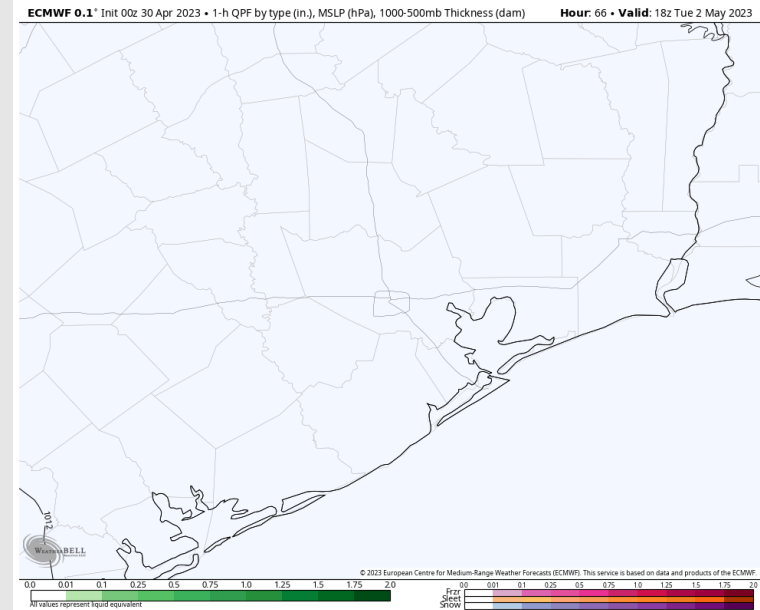 ECMWF 0.1° Init 00z 30 Apr 2023 • 1-h QPF by type (in.), MSLP (hPa), 1000-500mb Thickness (dam) Hour: 66 • Valid: 18z Tue 2 May 2023
1012
WEATHERBELL
© 2023 European Centre for Medium-Range Weather Forecasts (ECMWF). This service is based on data and products of the ECMWF.
0.0 0.01 0.1 0.25 0.5 0.75 1.0 1.25 1.5 1.75 2.0
All values represent liquid equivalent
0.0 0.01 0.1 0.25 0.5 0.75 1.0 1.25 1.5 1.75 2.0
Frzr
Sleet
Snow